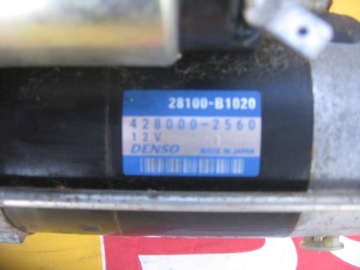 28100-B1020
428000-2560
12V
DENSO MADE IN JAPAN